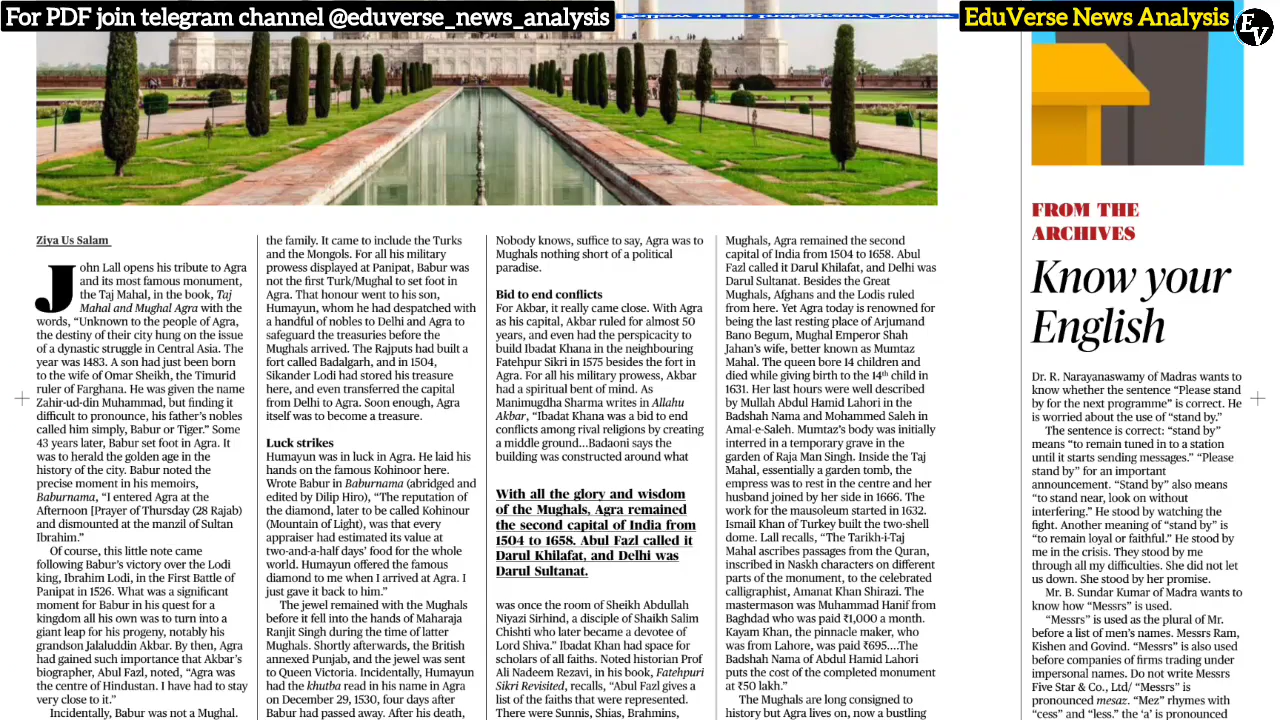 For PDF join telegram channel @eduverse_news_analysis
EduVerse News Analysis
EV
Ziya Us Salam
John Lall opens his tribute to Agra
and its most famous monument,
the Taj Mahal, in the book, Taj
Mahal and Mughal Agra with the
words, “Unknown to the people of Agra,
the destiny of their city hung on the issue
of a dynastic struggle in Central Asia. The
year was 1483. A son had just been born
to the wife of Omar Sheikh, the Timurid
ruler of Farghana. He was given the name
Zahir-ud-din Muhammad, but finding it
difficult to pronounce, his father’s nobles
called him simply, Babur or Tiger.” Some
43 years later, Babur set foot in Agra. It
was to herald the golden age in the
history of the city. Babur noted the
precise moment in his memoirs,
Baburnama, “I entered Agra at the
Afternoon [Prayer of Thursday (28 Rajab)
and dismounted at the manzil of Sultan
Ibrahim.”
Of course, this little note came
following Babur’s victory over the Lodi
king, Ibrahim Lodi, in the First Battle of
Panipat in 1526. What was a significant
moment for Babur in his quest for a
kingdom all his own was to turn into a
giant leap for his progeny, notably his
grandson Jalaluddin Akbar. By then, Agra
had gained such importance that Akbar’s
biographer, Abul Fazl, noted, “Agra was
the centre of Hindustan. I have had to stay
very close to it.”
Incidentally, Babur was not a Mughal.
the family. It came to include the Turks
and the Mongols. For all his military
prowess displayed at Panipat, Babur was
not the first Turk/Mughal to set foot in
Agra. That honour went to his son,
Humayun, whom he had despatched with
a handful of nobles to Delhi and Agra to
safeguard the treasuries before the
Mughals arrived. The Rajputs had built a
fort called Badalgarh, and in 1504,
Sikander Lodi had stored his treasure
here, and even transferred the capital
from Delhi to Agra. Soon enough, Agra
itself was to become a treasure.
Luck strikes
Humayun was in luck in Agra. He laid his
hands on the famous Kohinoor here.
Wrote Babur in Baburnama (abridged and
edited by Dilip Hiro), “The reputation of
the diamond, later to be called Kohinour
(Mountain of Light), was that every
appraiser had estimated its value at
two-and-a-half days’ food for the whole
world. Humayun offered the famous
diamond to me when I arrived at Agra. I
just gave it back to him.”
The jewel remained with the Mughals
before it fell into the hands of Maharaja
Ranjit Singh during the time of latter
Mughals. Shortly afterwards, the British
annexed Punjab, and the jewel was sent
to Queen Victoria. Incidentally, Humayun
had the khutba read in his name in Agra
on December 29, 1530, four days after
Babur had passed away. After his death,
Nobody knows, suffice to say, Agra was to
Mughals nothing short of a political
paradise.
Bid to end conflicts
For Akbar, it really came close. With Agra
as his capital, Akbar ruled for almost 50
years, and even had the perspicacity to
build Ibadat Khana in the neighbouring
Fatehpur Sikri in 1575 besides the fort in
Agra. For all his military prowess, Akbar
had a spiritual bent of mind. As
Manimugdha Sharma writes in Allahu
Akbar, “Ibadat Khana was a bid to end
conflicts among rival religions by creating
a middle ground...Badaoni says the
building was constructed around what
With all the glory and wisdom
of the Mughals, Agra remained
the second capital of India from
1504 to 1658. Abul Fazl called it
Darul Khilafat, and Delhi was
Darul Sultanat.
was once the room of Sheikh Abdullah
Niyazi Sirhind, a disciple of Shaikh Salim
Chishti who later became a devotee of
Lord Shiva.” Ibadat Khana had space for
scholars of all faiths. Noted historian Prof
Ali Nadeem Rezavi, in his book, Fatehpuri
Sikri Revisited, recalls, “Abul Fazl gives a
list of the faiths that were represented.
There were Sunnis, Shias, Brahmins,
Mughals, Agra remained the second
capital of India from 1504 to 1658. Abul
Fazl called it Darul Khilafat, and Delhi was
Darul Sultanat. Besides the Great
Mughals, Afghans and the Lodis ruled
from here. Yet Agra today is renowned for
being the last resting place of Arjumand
Bano Begum, Mughal Emperor Shah
Jahan’s wife, better known as Mumtaz
Mahal. The queen bore 14 children and
died while giving birth to the 14th child in
1631. Her last hours were well described
by Mullah Abdul Hamid Lahori in the
Badshah Nama and Mohammed Saleh in
Amal-e-Saleh. Mumtaz’s body was initially
interred in a temporary grave in the
garden of Raja Man Singh. Inside the Taj
Mahal, essentially a garden tomb, the
empress was to rest in the centre and her
husband joined by her side in 1666. The
work for the mausoleum started in 1632.
Ismail Khan of Turkey built the two-shell
dome. Lall recalls, “The Tarikh-i-Taj
Mahal ascribes passages from the Quran,
inscribed in Naskh characters on different
parts of the monument, to the celebrated
calligraphist, Amanat Khan Shirazi. The
mastermason was Muhammad Hanif from
Baghdad who was paid ₹1,000 a month.
Kayam Khan, the pinnacle maker, who
was from Lahore, was paid ₹695....The
Badshah Nama of Abdul Hamid Lahori
puts the cost of the completed monument
at ₹50 lakh.”
The Mughals are long consigned to
history but Agra lives on, now a bustling
FROM THE
ARCHIVES
Know your
English
Dr. R. Narayanaswamy of Madras wants to
know whether the sentence “Please stand
by for the next programme” is correct. He
is worried about the use of “stand by.”
The sentence is correct: “stand by”
means “to remain tuned in to a station
until it starts sending messages.” “Please
stand by” for an important
announcement. “Stand by” also means
“to stand near, look on without
interfering.” He stood by watching the
fight. Another meaning of “stand by” is
“to remain loyal or faithful.” He stood by
me in the crisis. They stood by me
through all my difficulties. She did not let
us down. She stood by her promise.
Mr. B. Sundar Kumar of Madra wants to
know how “Messrs” is used.
“Messrs” is used as the plural of Mr.
before a list of men’s names. Messrs Ram,
Kishen and Govind. “Messrs” is also used
before companies of firms trading under
impersonal names. Do not write Messrs
Five Star & Co., Ltd/ “Messrs” is
pronounced mesaz. “Mez” rhymes with
“cess” and “less.” the ‘a’ is pronounced